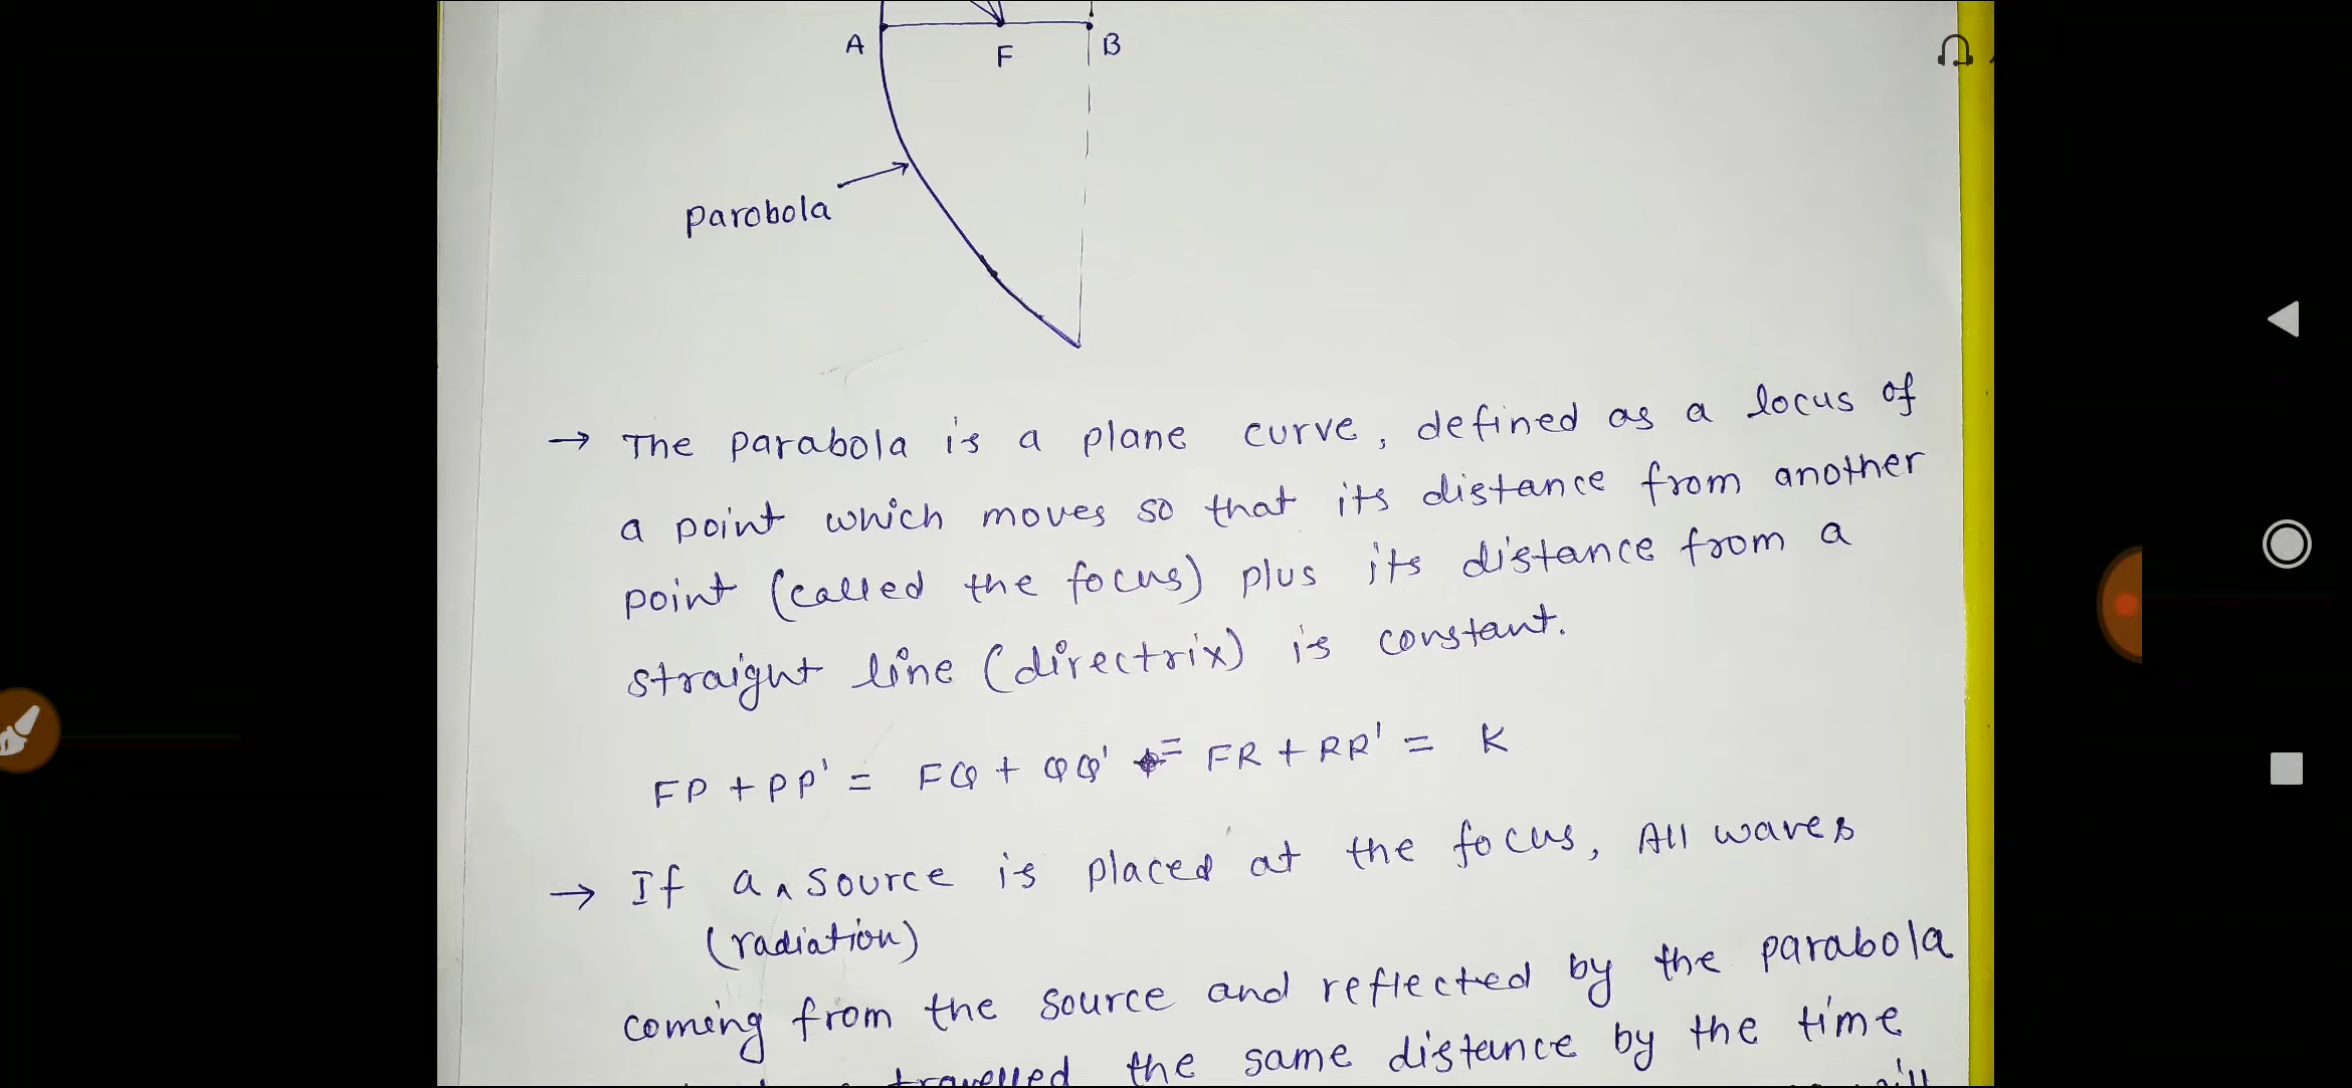 A
F
B
Parobola
→ The parabola is a plane curve, defined as a locus of
a point which moves so that its distance from another
point (called the focus) plus its distance from a
straight line (directrix) is constant.
FP + PP' = FQ + QQ' = FR + RR' = K
→ If a ^ source is placed at the focus, All waves
(radiation)
coming from the source and reflected by the parabola
travelled the same distance by the time
will